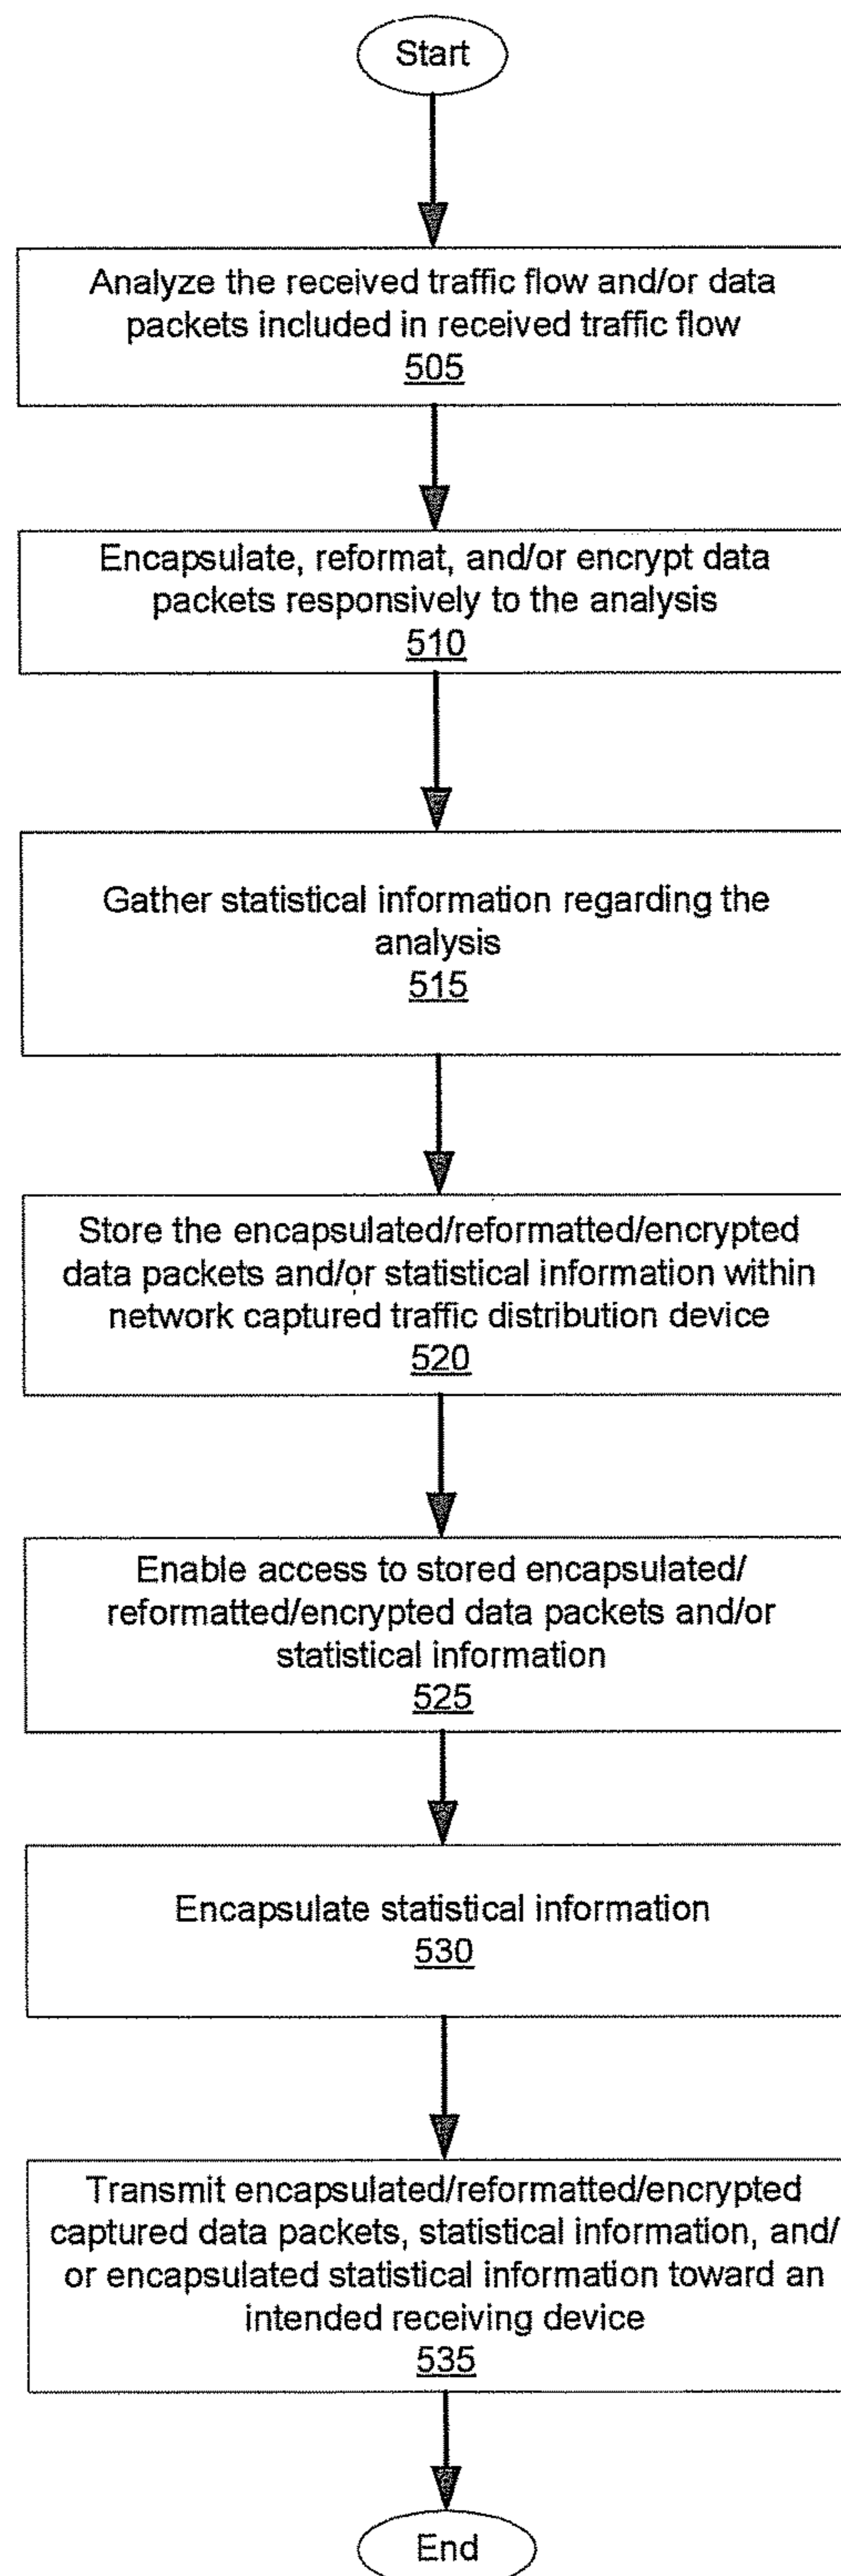 Start
Analyze the received traffic flow and/or data
packets included in received traffic flow
505
Encapsulate, reformat, and/or encrypt data
packets responsively to the analysis
510
Gather statistical information regarding the
analysis
515
Store the encapsulated/reformatted/encrypted
data packets and/or statistical information within
network captured traffic distribution device
520
Enable access to stored encapsulated/
reformatted/encrypted data packets and/or
statistical information
525
Encapsulate statistical information
530
Transmit encapsulated/reformatted/encrypted
captured data packets, statistical information, and/
or encapsulated statistical information toward an
intended receiving device
535
End